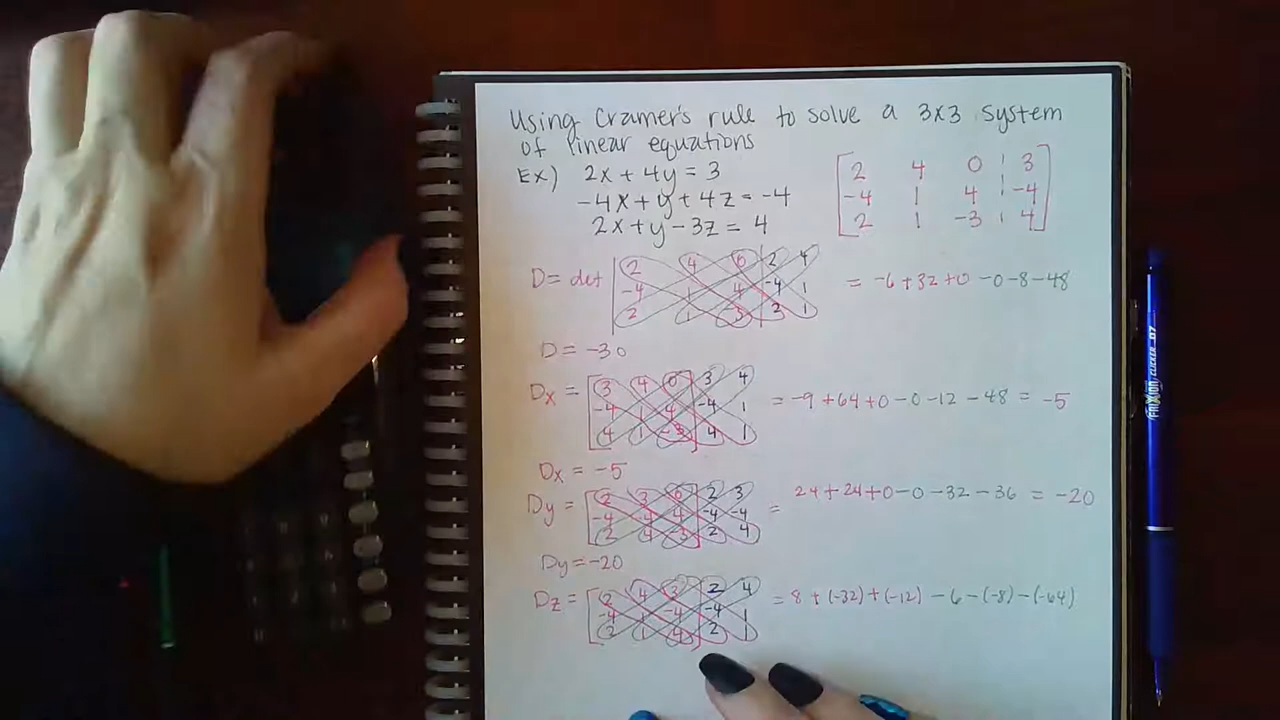 Using Cramer's rule to solve a 3x3 system
of linear equations
Ex) 2x + 4y = 3
-4x + y + 4z = -4
2x + y - 3z = 4
[2 4 0 | 3
-4 1 4 | -4
2 1 -3 | 4]
D = det | 2 4 0 | 2 4 = -6 + 32 + 0 - 0 - 8 - 48
-4 1 4 | -4 1
2 1 -3 | 2 1
D = -30
Dx = [3 4 0] 3 4 = -9 + 64 + 0 - 0 - 12 - 48 = -5
-4 1 4 -4 1
4 1 -3 4 1
Dx = -5
Dy = [2 3 0] 2 3 = 24 + 24 + 0 - 0 - 32 - 36 = -20
-4 -4 4 -4 -4
2 4 -3 2 4
Dy = -20
Dz = [2 4 3] 2 4 = 8 + (-32) + (-12) - 6 - (-8) - (-64)
-4 1 -4 -4 1
2 1 4 2 1
FRIXION CLICKER 07